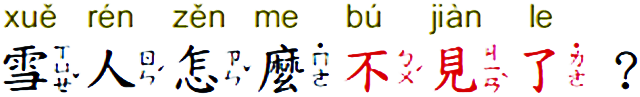 xuě rén zěn me bú jiàn le
雪ㄒㄩㄝˇ人ㄖㄣˊ怎ㄗㄣˇ麼˙ㄇㄜ不ㄅㄨˊ見ㄐㄧㄢˋ了˙ㄌㄜ？